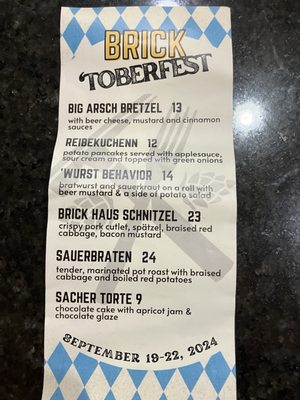 BRICK
'TOBERFEST
BIG ARSCH BRETZEL 13
with beer cheese, mustard and cinnamon
sauces
REIBEKUCHENN 12
potato pancakes served with applesauce,
sour cream and topped with green onions
'WURST BEHAVIOR 14
bratwurst and sauerkraut on a roll with
beer mustard & a side of potato salad
BRICK HAUS SCHNITZEL 23
crispy pork cutlet, spätzel, braised red
cabbage, bacon mustard
SAUERBRATEN 24
tender, marinated pot roast with braised
cabbage and boiled red potatoes
SACHER TORTE 9
chocolate cake with apricot jam &
chocolate glaze
SEPTEMBER 19-22, 2024